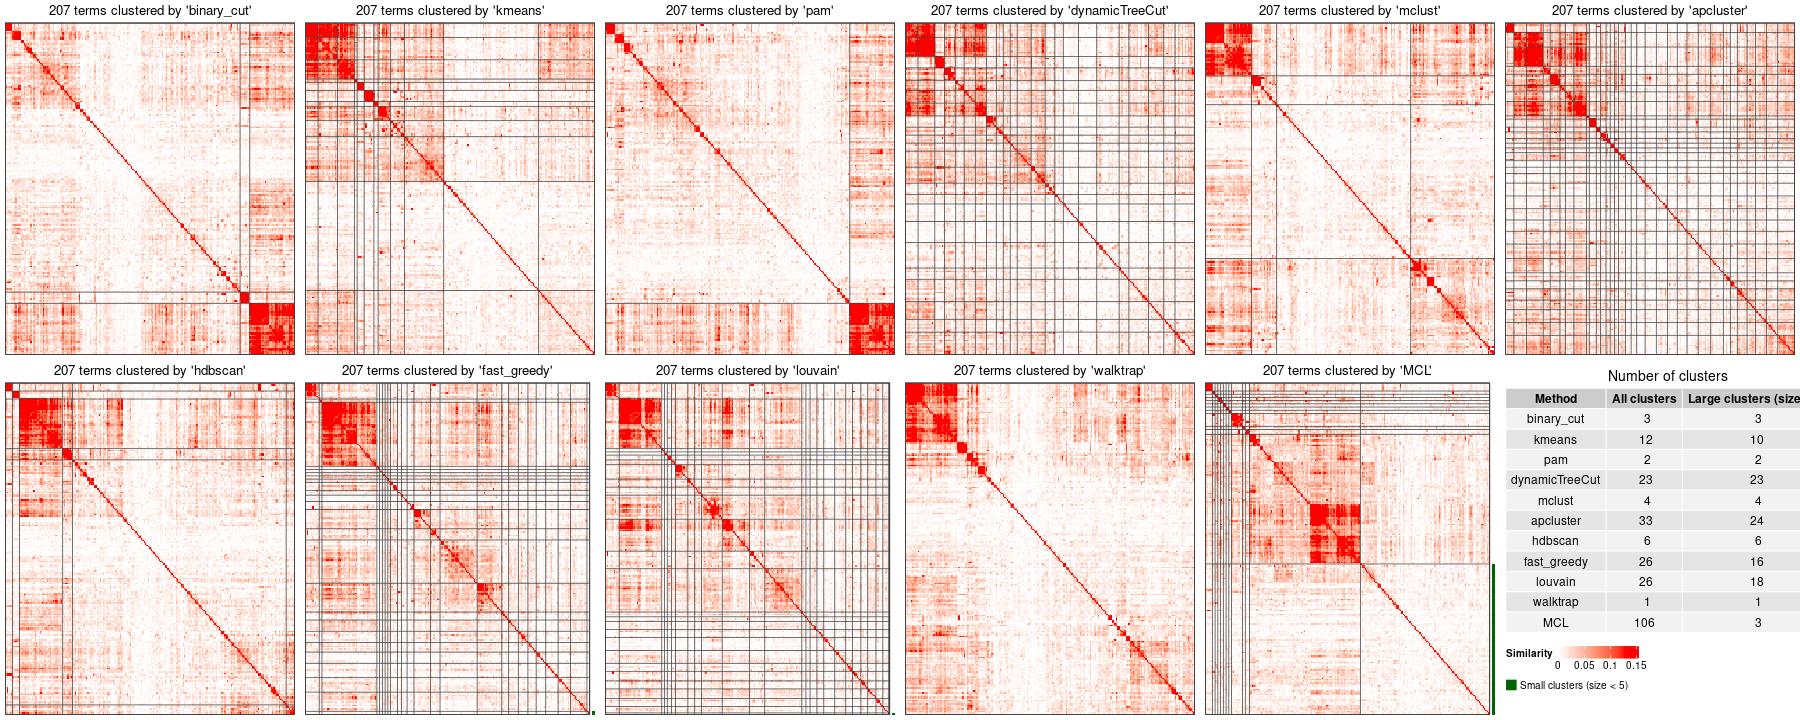 207 terms clustered by 'binary_cut'
207 terms clustered by 'kmeans'
207 terms clustered by 'pam'
207 terms clustered by 'dynamicTreeCut'
207 terms clustered by 'mclust'
207 terms clustered by 'apcluster'
207 terms clustered by 'hdbscan'
207 terms clustered by 'fast_greedy'
207 terms clustered by 'louvain'
207 terms clustered by 'walktrap'
207 terms clustered by 'MCL'
Number of clusters
Method All clusters Large clusters (size
binary_cut 3 3
kmeans 12 10
pam 2 2
dynamicTreeCut 23 23
mclust 4 4
apcluster 33 24
hdbscan 6 6
fast_greedy 26 16
louvain 26 18
walktrap 1 1
MCL 106 3
Similarity
0 0.05 0.1 0.15
Small clusters (size < 5)